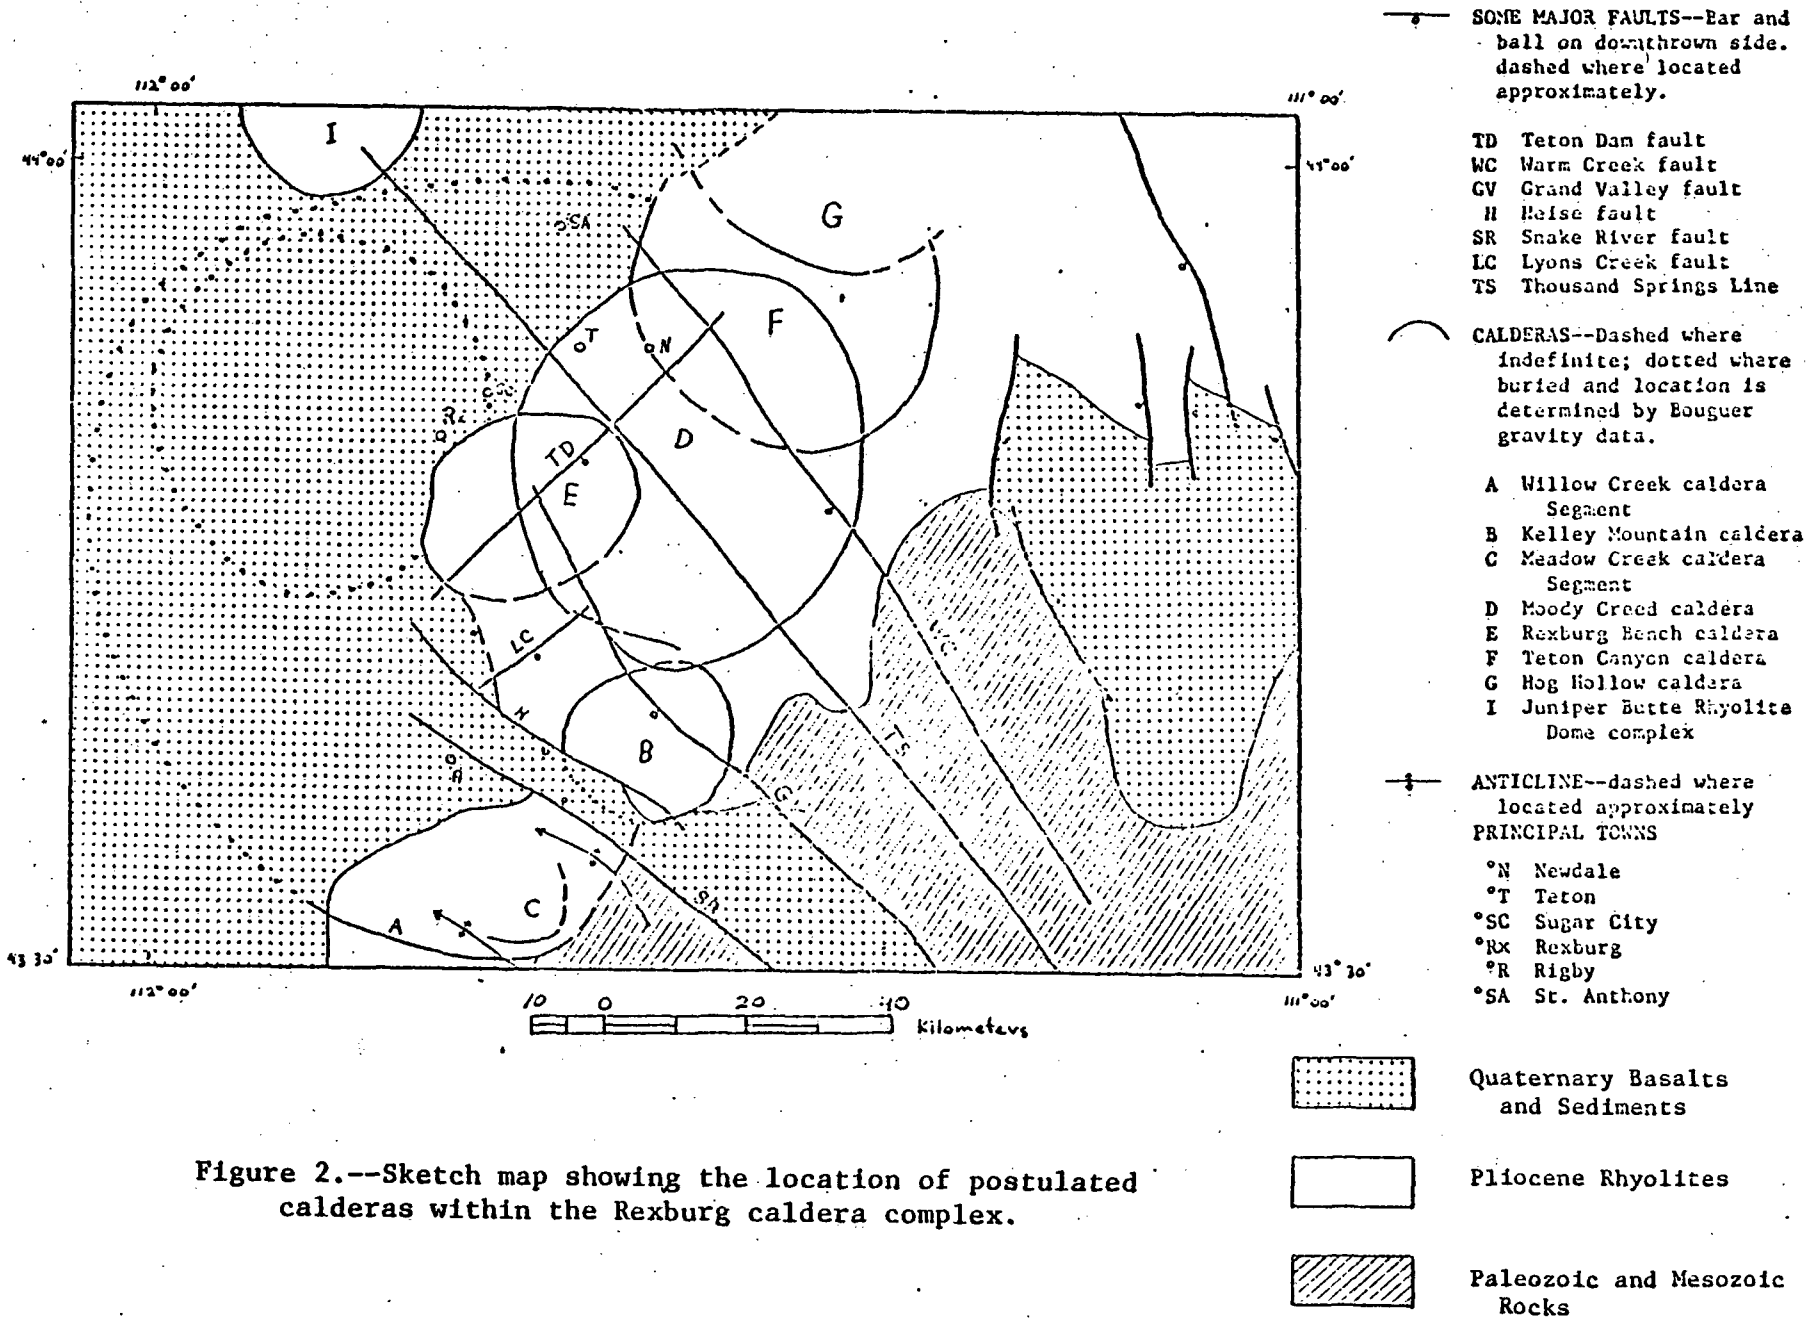 SOME MAJOR FAULTS--Bar and
ball on downthrown side.
dashed where located
approximately.
TD Teton Dam fault
WC Warm Creek fault
GV Grand Valley fault
H Heise fault
SR Snake River fault
LC Lyons Creek fault
TS Thousand Springs Line
CALDERAS--Dashed where
indefinite; dotted where
buried and location is
determined by Bouguer
gravity data.
A Willow Creek caldera
Segment
B Kelley Mountain caldera
C Meadow Creek caldera
Segment
D Moody Creed caldera
E Rexburg Bench caldera
F Teton Canyon caldera
G Hog Hollow caldera
I Juniper Butte Rhyolite
Dome complex
ANTICLINE--dashed where
located approximately
PRINCIPAL TOWNS
°N Newdale
°T Teton
°SC Sugar City
°Rx Rexburg
°R Rigby
°SA St. Anthony
Quaternary Basalts
and Sediments
Pliocene Rhyolites
Paleozoic and Mesozoic
Rocks
112°00'
111°00'
44°00'
I
SA
G
F
T
N
D
TD
E
LC
H
B
TS
G
R
A
C
SR
43 30'
43°30'
112°00'
111°00'
10 0 20 40
Kilometers
Figure 2.--Sketch map showing the location of postulated
calderas within the Rexburg caldera complex.